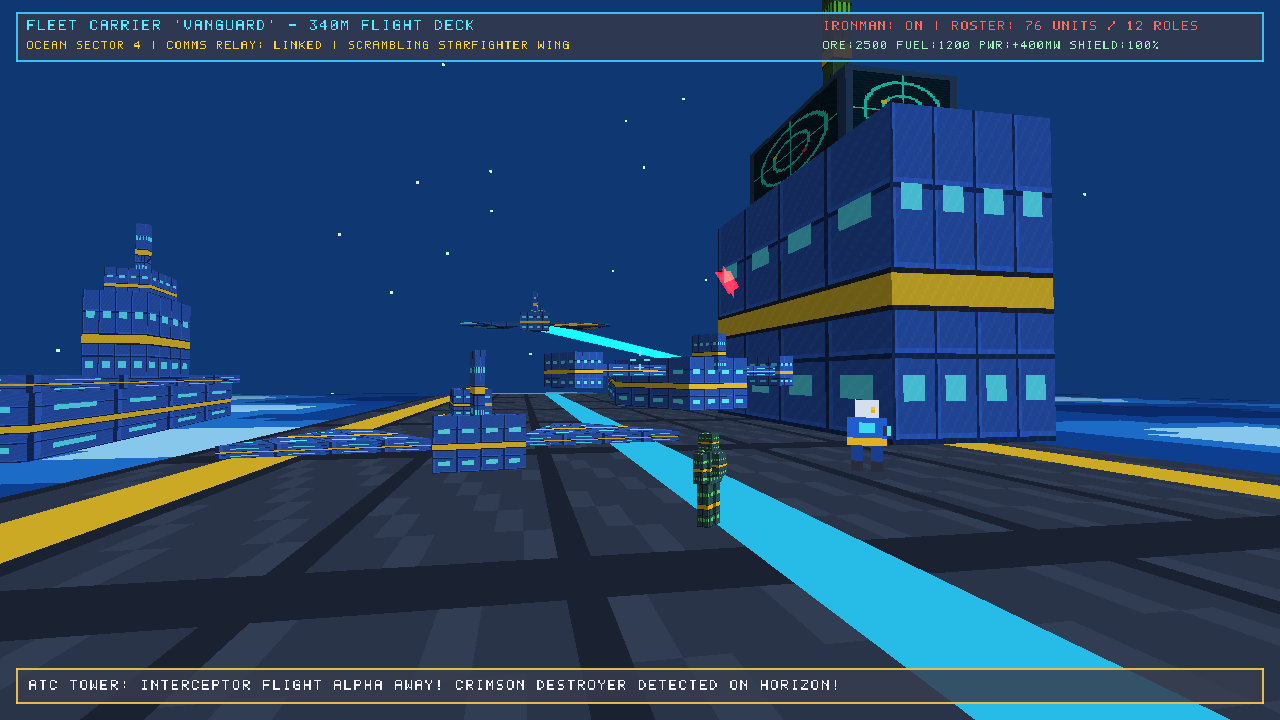 FLEET CARRIER 'VANGUARD' - 340M FLIGHT DECK
OCEAN SECTOR 4 | COMMS RELAY: LINKED | SCRAMBLING STARFIGHTER WING
IRONMAN: ON | ROSTER: 76 UNITS / 12 ROLES
ORE:2500 FUEL:1200 PWR:+400MW SHIELD:100%
ATC TOWER: INTERCEPTOR FLIGHT ALPHA AWAY! CRIMSON DESTROYER DETECTED ON HORIZON!